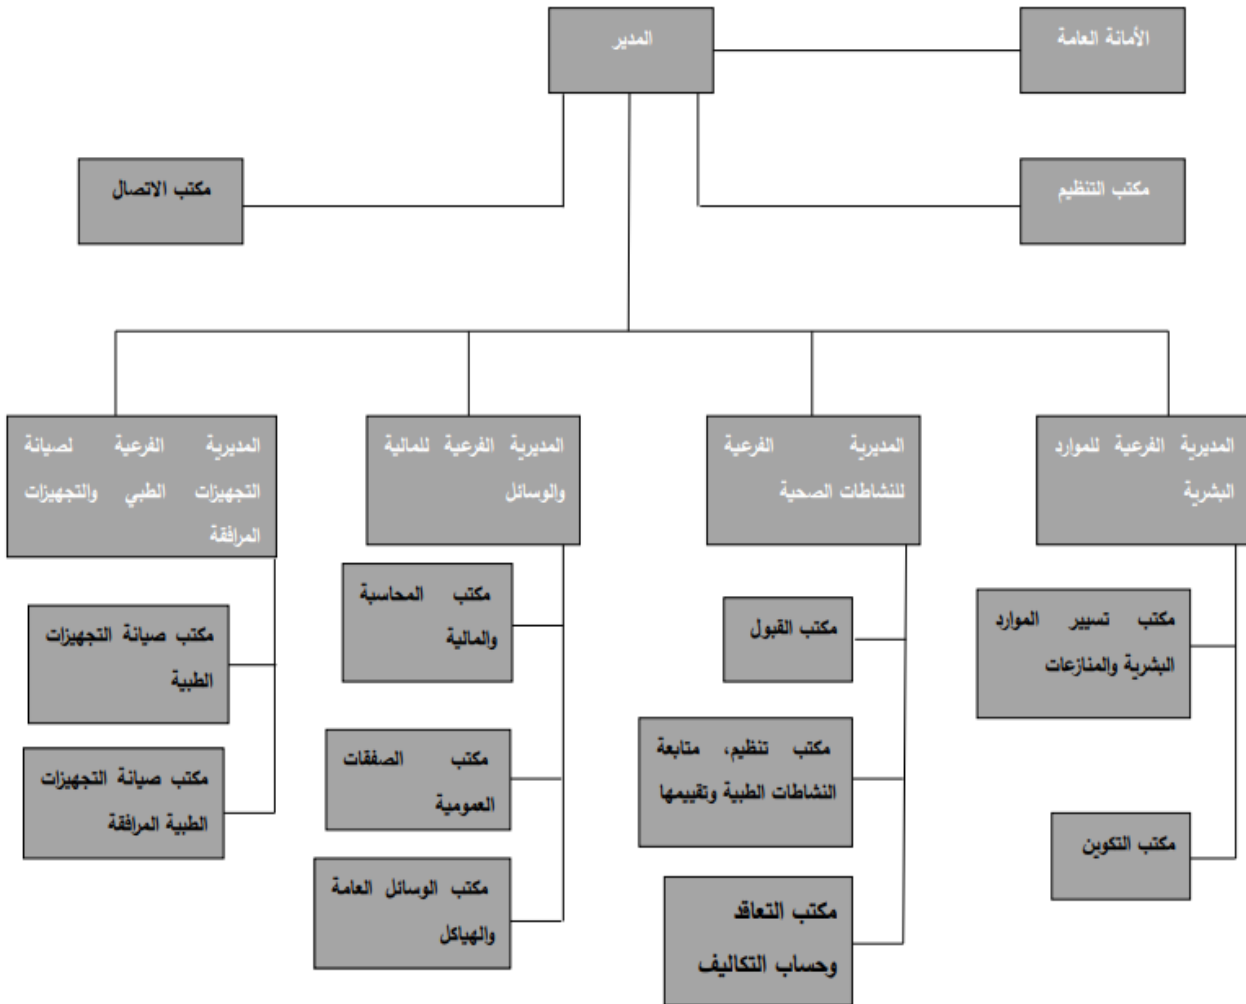 المدير
الأمانة العامة
مكتب التنظيم
مكتب الاتصال
المديرية الفرعية للموارد
البشرية
المديرية الفرعية
للنشاطات الصحية
المديرية الفرعية للمالية
والوسائل
المديرية الفرعية لصيانة
التجهيزات الطبي والتجهيزات
المرافقة
مكتب تسيير الموارد
البشرية والمنازعات
مكتب التكوين
مكتب القبول
مكتب تنظيم، متابعة
النشاطات الطبية وتقييمها
مكتب التعاقد
وحساب التكاليف
مكتب المحاسبة
والمالية
مكتب الصفقات
العمومية
مكتب الوسائل العامة
والهياكل
مكتب صيانة التجهيزات
الطبية
مكتب صيانة التجهيزات
الطبية المرافقة